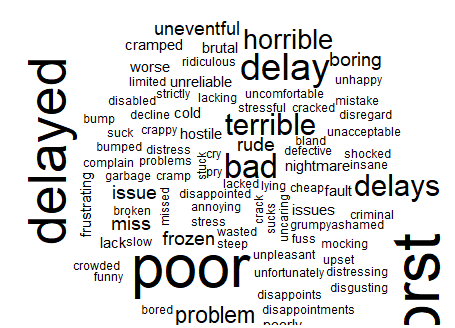 uneventful
cramped brutal horrible
worse ridiculous delay boring
limited unreliable unhappy
strictly lacking uncomfortable
disabled stressful cracked mistake
bump decline cold disregard
suck crappy hostile terrible unacceptable
bumped distress rude bland
complain problems stuck cry bad defective shocked
garbage cramp nightmare insane
delayed
frustrating
issue missed disappointed lacked lying cheap fault delays
broken annoying crack sucks uncaring issues criminal
miss stress grumpy ashamed
lack slow frozen wasted fuss mocking
steep
crowded poor unpleasant upset
funny unfortunately distressing
disgusting
bored problem disappoints
disappointments